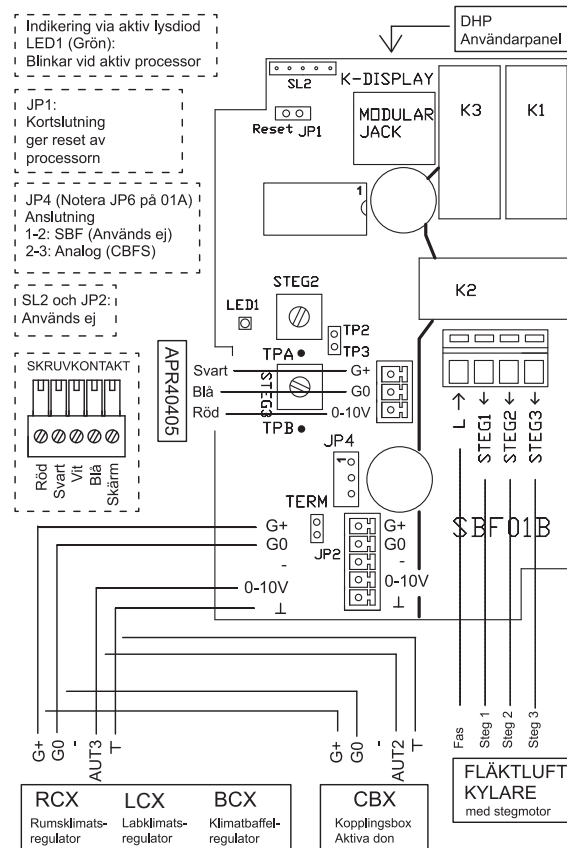 Indikering via aktiv lysdiod
LED1 (Grön):
Blinkar vid aktiv processor
DHP
Användarpanel
JP1:
Kortslutning
ger reset av
processorn
SL2
K-DISPLAY
Reset JP1
MODULAR
JACK
K3
K1
JP4 (Notera JP6 på 01A)
Anslutning
1-2: SBF (Används ej)
2-3: Analog (CBFS)
1
SL2 och JP2:
Används ej
STEG2
K2
LED1
TP2
TP3
TPA
STEG3
TPB
APR40405
Svart
Blå
Röd
G+
G0
0-10V
SKRUVKONTAKT
Röd
Svart
Vit
Blå
Skärm
L
STEG1
STEG2
STEG3
JP4
1
TERM
JP2
SBF01B
G+
G0
-
0-10V
⊥
G+
G0
-
0-10V
⊥
G+
G0
-
AUT3
T
G+
G0
-
AUT2
T
Fas
Steg 1
Steg 2
Steg 3
RCX
Rumsklimats-
regulator
LCX
Labklimats-
regulator
BCX
Klimatbaffel-
regulator
CBX
Kopplingsbox
Aktiva don
FLÄKTLUFT
KYLARE
med stegmotor